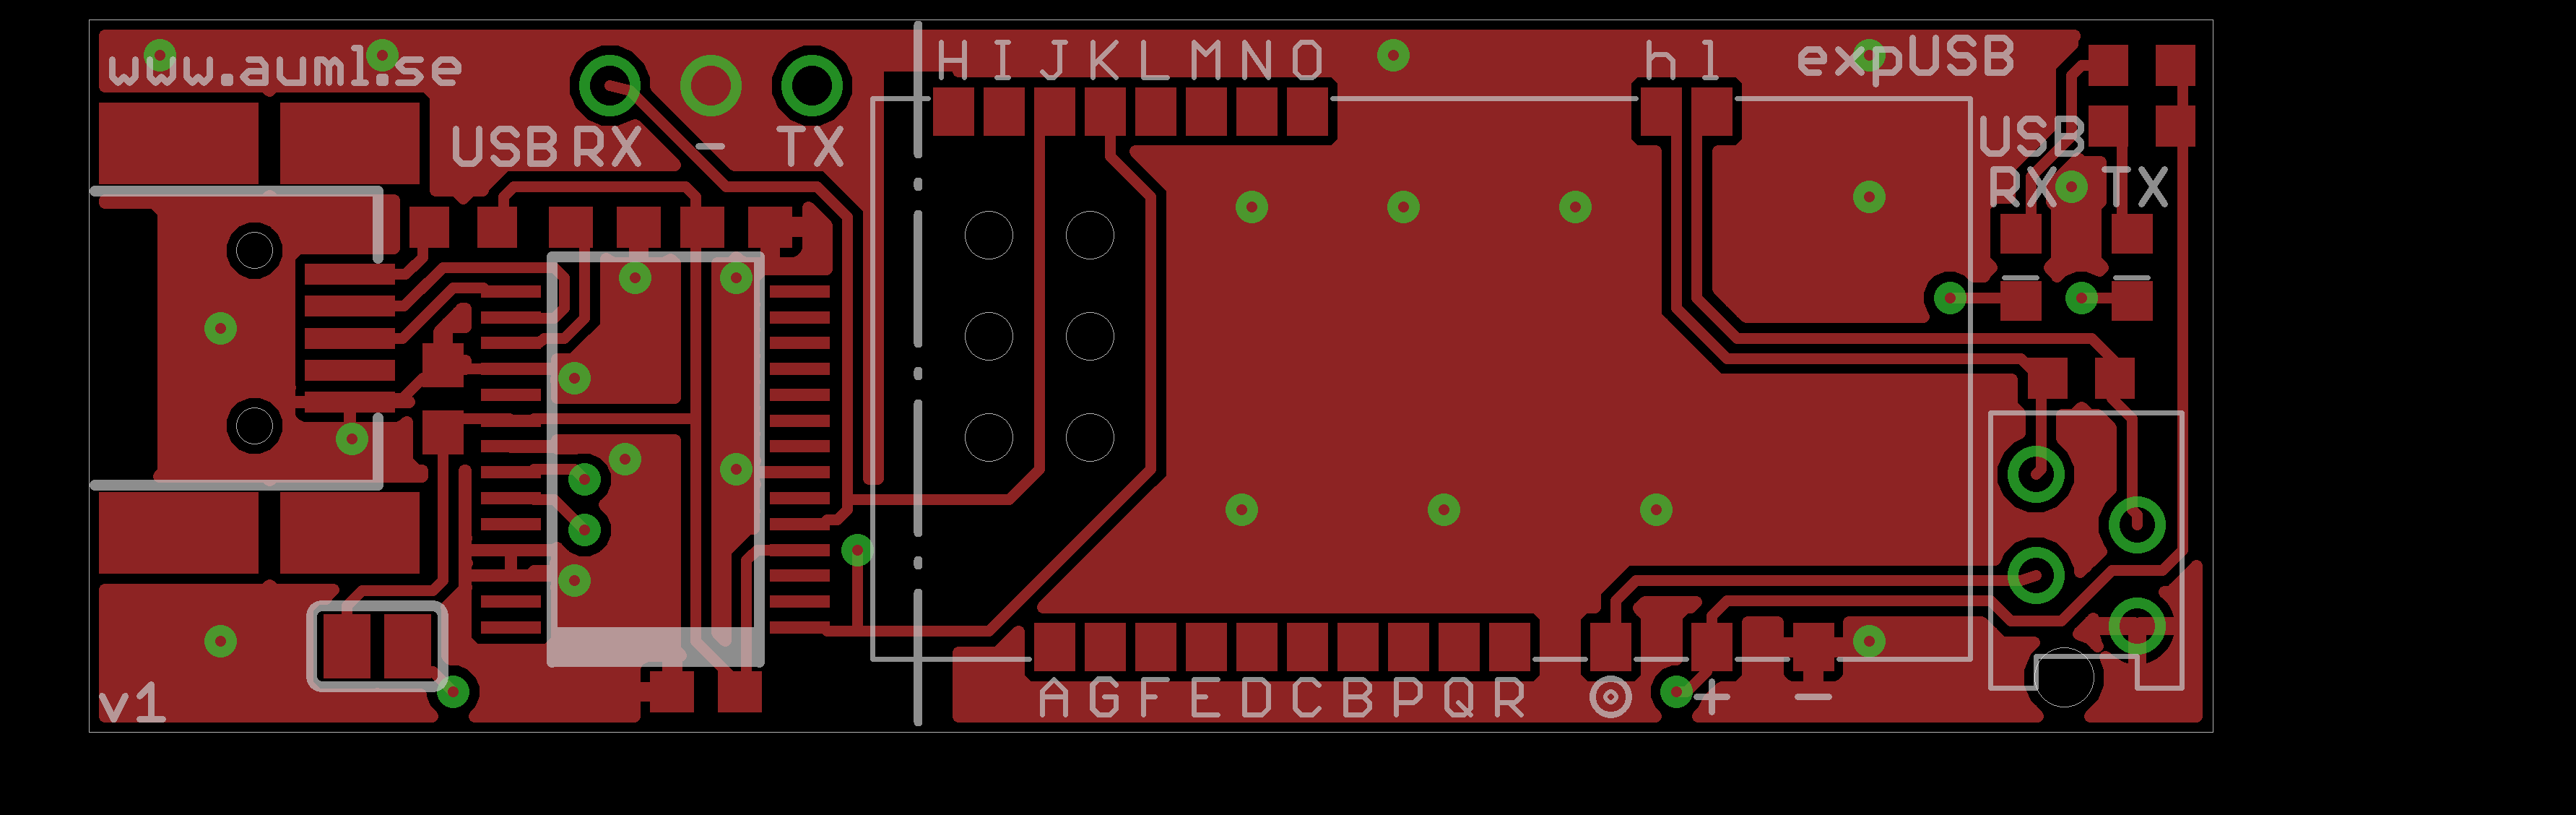 www.auml.se
H I J K L M N O
h l
expUSB
USB RX - TX
USB
RX TX
- -
v1
A G F E D C B P Q R
+ -